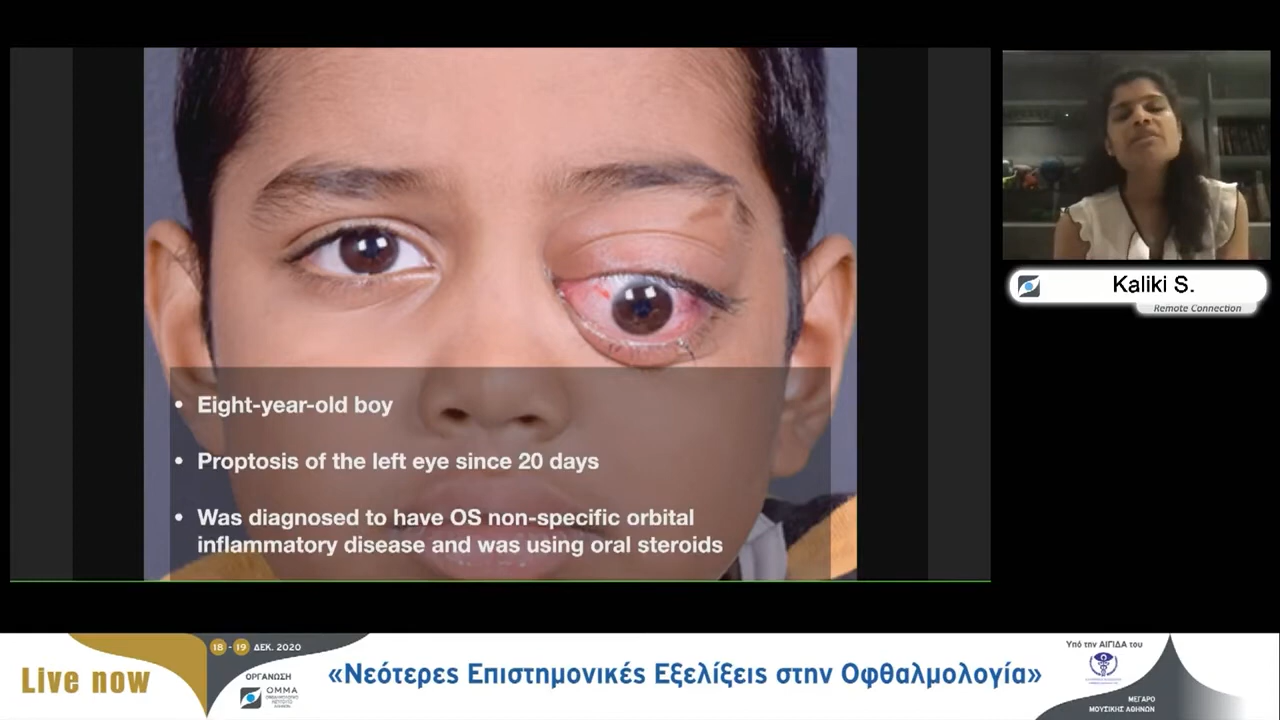 Eight-year-old boy
Proptosis of the left eye since 20 days
Was diagnosed to have OS non-specific orbital
inflammatory disease and was using oral steroids
Kaliki S.
Remote Connection
Live now
18 - 19 ΔΕΚ. 2020
ΟΡΓΑΝΩΣΗ
OMMA
«Νεότερες Επιστημονικές Εξελίξεις στην Οφθαλμολογία»
Υπό την ΑΙΓΙΔΑ του
ΜΕΓΑΡΟ
ΜΟΥΣΙΚΗΣ ΑΘΗΝΩΝ